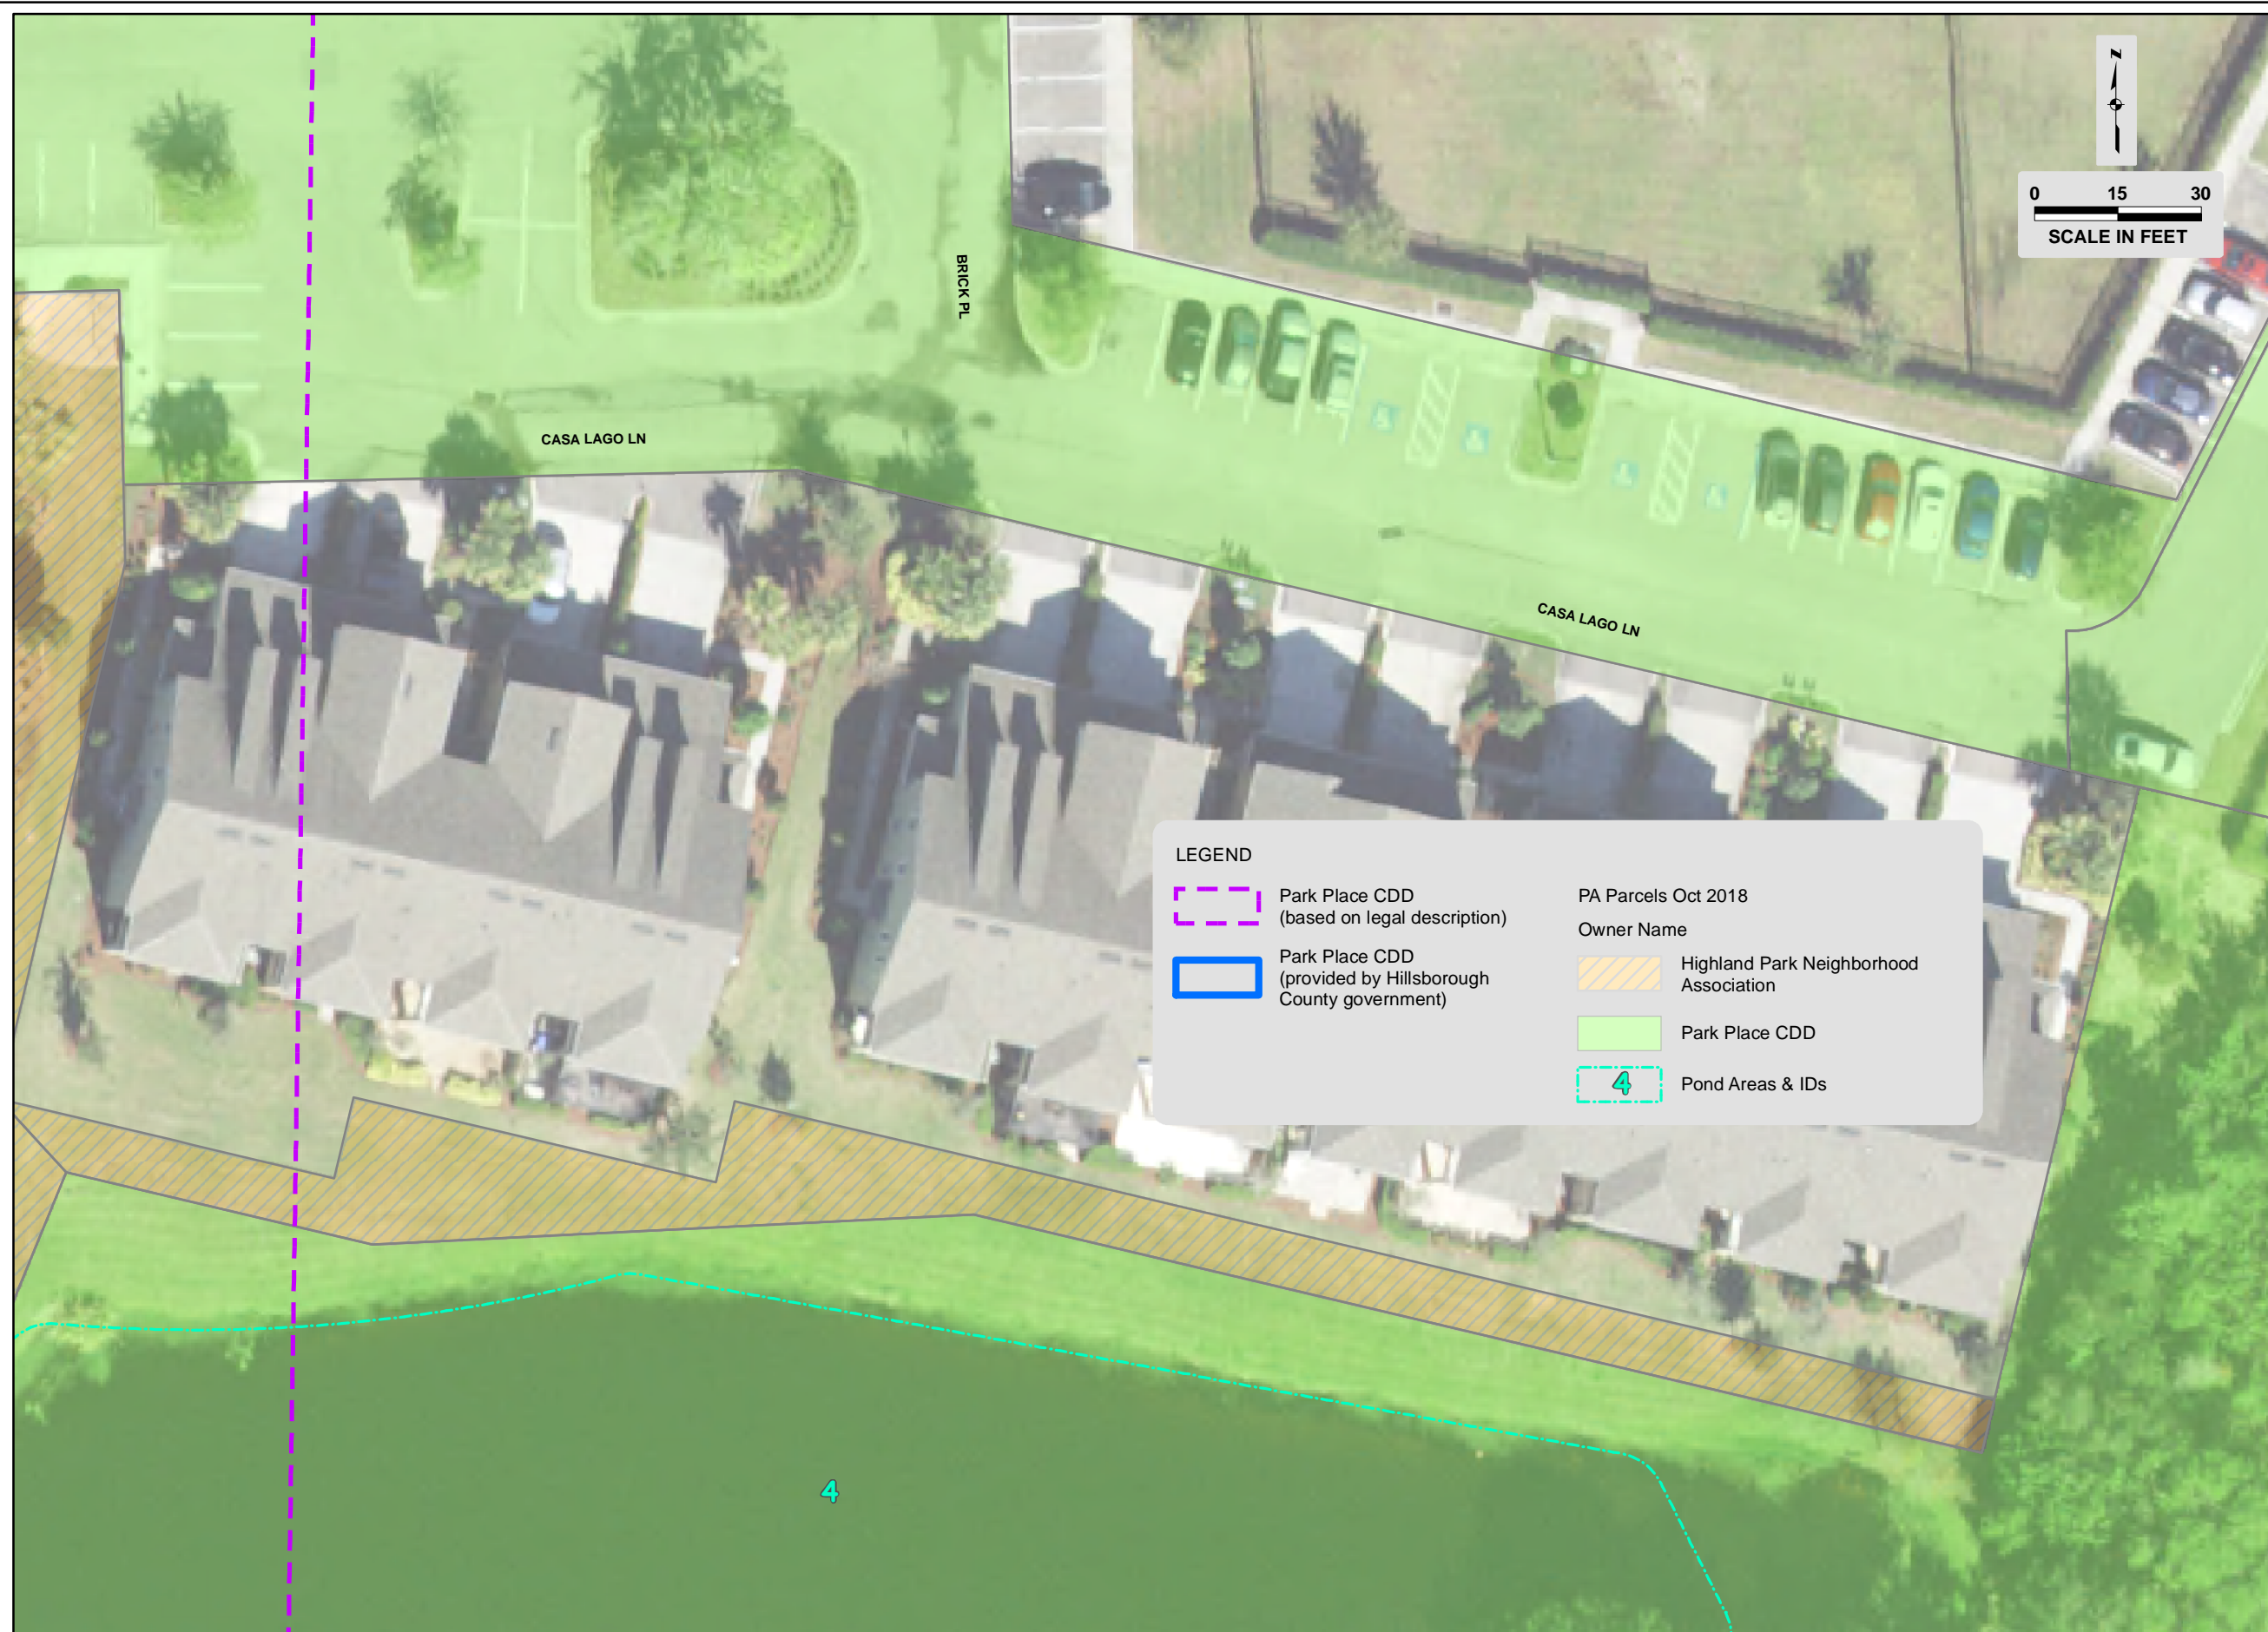 N
0 15 30
SCALE IN FEET
BRICK PL
CASA LAGO LN
CASA LAGO LN
LEGEND
Park Place CDD
(based on legal description)
Park Place CDD
(provided by Hillsborough
County government)
PA Parcels Oct 2018
Owner Name
Highland Park Neighborhood
Association
Park Place CDD
4 Pond Areas & IDs
4